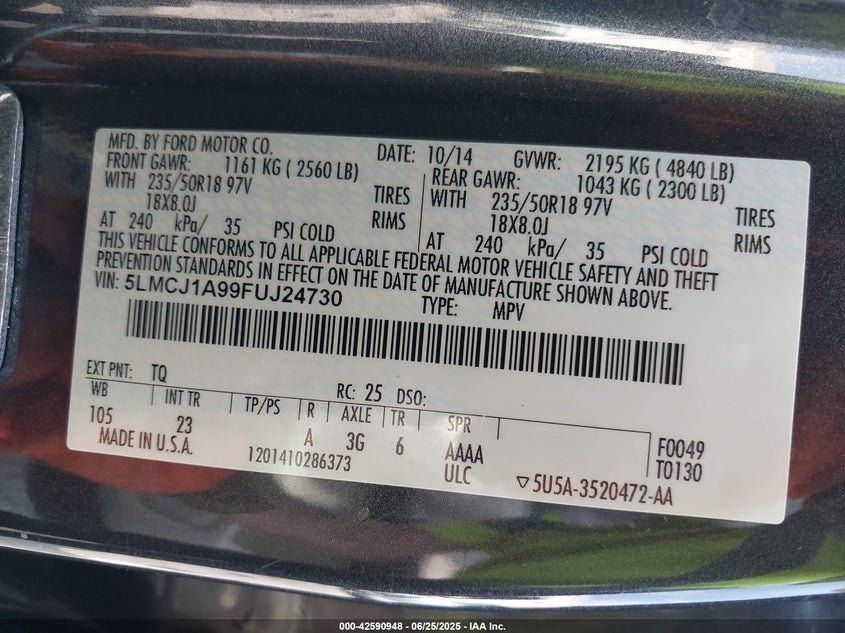 MFD. BY FORD MOTOR CO. DATE: 10/14 GVWR: 2195 KG ( 4840 LB)
FRONT GAWR: 1161 KG ( 2560 LB) REAR GAWR: 1043 KG ( 2300 LB)
WITH 235/50R18 97V TIRES WITH 235/50R18 97V TIRES
18X8.0J RIMS 18X8.0J RIMS
AT 240 kPa/ 35 PSI COLD AT 240 kPa/ 35 PSI COLD
THIS VEHICLE CONFORMS TO ALL APPLICABLE FEDERAL MOTOR VEHICLE SAFETY AND THEFT
PREVENTION STANDARDS IN EFFECT ON THE DATE OF MANUFACTURE SHOWN ABOVE.
VIN: 5LMCJ1A99FUJ24730 TYPE: MPV
EXT PNT: TQ RC: 25 DSO:
WB INT TR TP/PS R AXLE TR SPR
105 23 A 3G 6 AAAA F0049
MADE IN U.S.A. 1201410286373 ULC T0130
▽5U5A-3520472-AA
000-42590948 - 06/25/2025 - IAA Inc.